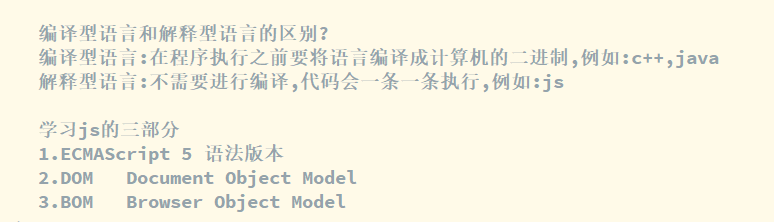 编译型语言和解释型语言的区别?
编译型语言:在程序执行之前要将语言编译成计算机的二进制,例如:c++,java
解释型语言:不需要进行编译,代码会一条一条执行,例如:js
学习js的三部分
1.ECMAScript 5 语法版本
2.DOM   Document Object Model
3.BOM   Browser Object Model